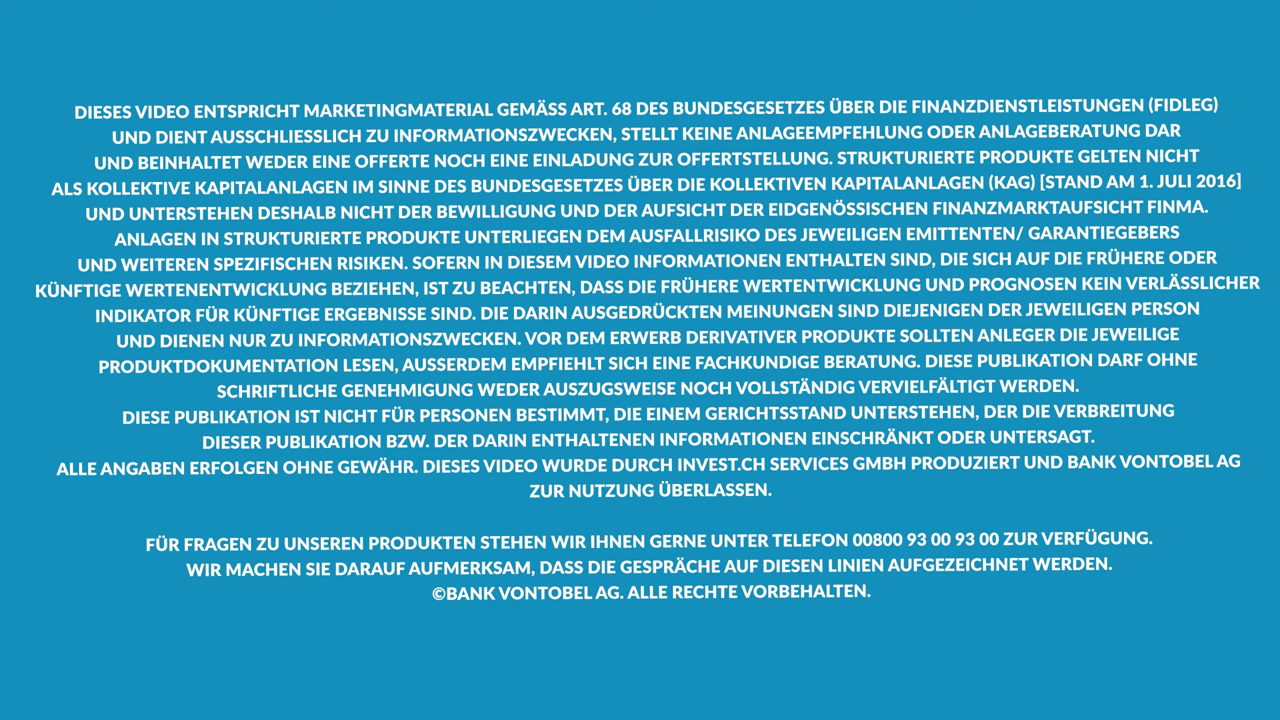 DIESES VIDEO ENTSPRICHT MARKETINGMATERIAL GEMÄSS ART. 68 DES BUNDESGESETZES ÜBER DIE FINANZDIENSTLEISTUNGEN (FIDLEG)
UND DIENT AUSSCHLIESSLICH ZU INFORMATIONSZWECKEN, STELLT KEINE ANLAGEEMPFEHLUNG ODER ANLAGEBERATUNG DAR
UND BEINHALTET WEDER EINE OFFERTE NOCH EINE EINLADUNG ZUR OFFERTSTELLUNG. STRUKTURIERTE PRODUKTE GELTEN NICHT
ALS KOLLEKTIVE KAPITALANLAGEN IM SINNE DES BUNDESGESETZES ÜBER DIE KOLLEKTIVEN KAPITALANLAGEN (KAG) [STAND AM 1. JULI 2016]
UND UNTERSTEHEN DESHALB NICHT DER BEWILLIGUNG UND DER AUFSICHT DER EIDGENÖSSISCHEN FINANZMARKTAUFSICHT FINMA.
ANLAGEN IN STRUKTURIERTE PRODUKTE UNTERLIEGEN DEM AUSFALLRISIKO DES JEWEILIGEN EMITTENTEN/ GARANTIEGEBERS
UND WEITEREN SPEZIFISCHEN RISIKEN. SOFERN IN DIESEM VIDEO INFORMATIONEN ENTHALTEN SIND, DIE SICH AUF DIE FRÜHERE ODER
KÜNFTIGE WERTENENTWICKLUNG BEZIEHEN, IST ZU BEACHTEN, DASS DIE FRÜHERE WERTENTWICKLUNG UND PROGNOSEN KEIN VERLÄSSLICHER
INDIKATOR FÜR KÜNFTIGE ERGEBNISSE SIND. DIE DARIN AUSGEDRÜCKTEN MEINUNGEN SIND DIEJENIGEN DER JEWEILIGEN PERSON
UND DIENEN NUR ZU INFORMATIONSZWECKEN. VOR DEM ERWERB DERIVATIVER PRODUKTE SOLLTEN ANLEGER DIE JEWEILIGE
PRODUKTDOKUMENTATION LESEN, AUSSERDEM EMPFIEHLT SICH EINE FACHKUNDIGE BERATUNG. DIESE PUBLIKATION DARF OHNE
SCHRIFTLICHE GENEHMIGUNG WEDER AUSZUGSWEISE NOCH VOLLSTÄNDIG VERVIELFÄLTIGT WERDEN.
DIESE PUBLIKATION IST NICHT FÜR PERSONEN BESTIMMT, DIE EINEM GERICHTSSTAND UNTERSTEHEN, DER DIE VERBREITUNG
DIESER PUBLIKATION BZW. DER DARIN ENTHALTENEN INFORMATIONEN EINSCHRÄNKT ODER UNTERSAGT.
ALLE ANGABEN ERFOLGEN OHNE GEWÄHR. DIESES VIDEO WURDE DURCH INVEST.CH SERVICES GMBH PRODUZIERT UND BANK VONTOBEL AG
ZUR NUTZUNG ÜBERLASSEN.
FÜR FRAGEN ZU UNSEREN PRODUKTEN STEHEN WIR IHNEN GERNE UNTER TELEFON 00800 93 00 93 00 ZUR VERFÜGUNG.
WIR MACHEN SIE DARAUF AUFMERKSAM, DASS DIE GESPRÄCHE AUF DIESEN LINIEN AUFGEZEICHNET WERDEN.
©BANK VONTOBEL AG. ALLE RECHTE VORBEHALTEN.